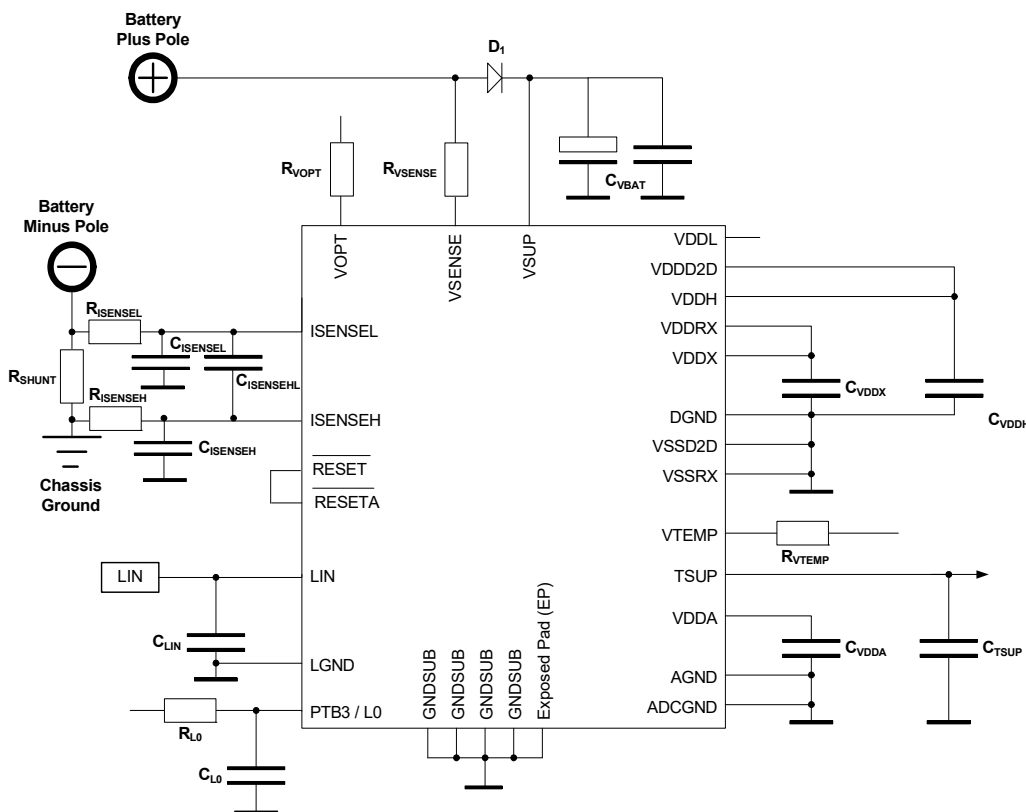 Battery
Plus Pole
D1
RVOPT
RVSENSE
CVBAT
Battery
Minus Pole
VOPT
VSENSE
VSUP
VDDL
VDDD2D
VDDH
VDDRX
VDDX
DGND
VSSD2D
VSSRX
VTEMP
TSUP
VDDA
AGND
ADCGND
RISENSEL
ISENSEL
CISENSEL
RSHUNT
CISENSEHL
RISENSEH
ISENSEH
CISENSEH
Chassis
Ground
RESET
RESETA
CVDDX
CVDDH
RVTEMP
LIN
LIN
CLIN
LGND
CVDDA
CTSUP
PTB3 / L0
RL0
CL0
GNDSUB
GNDSUB
GNDSUB
GNDSUB
Exposed Pad (EP)